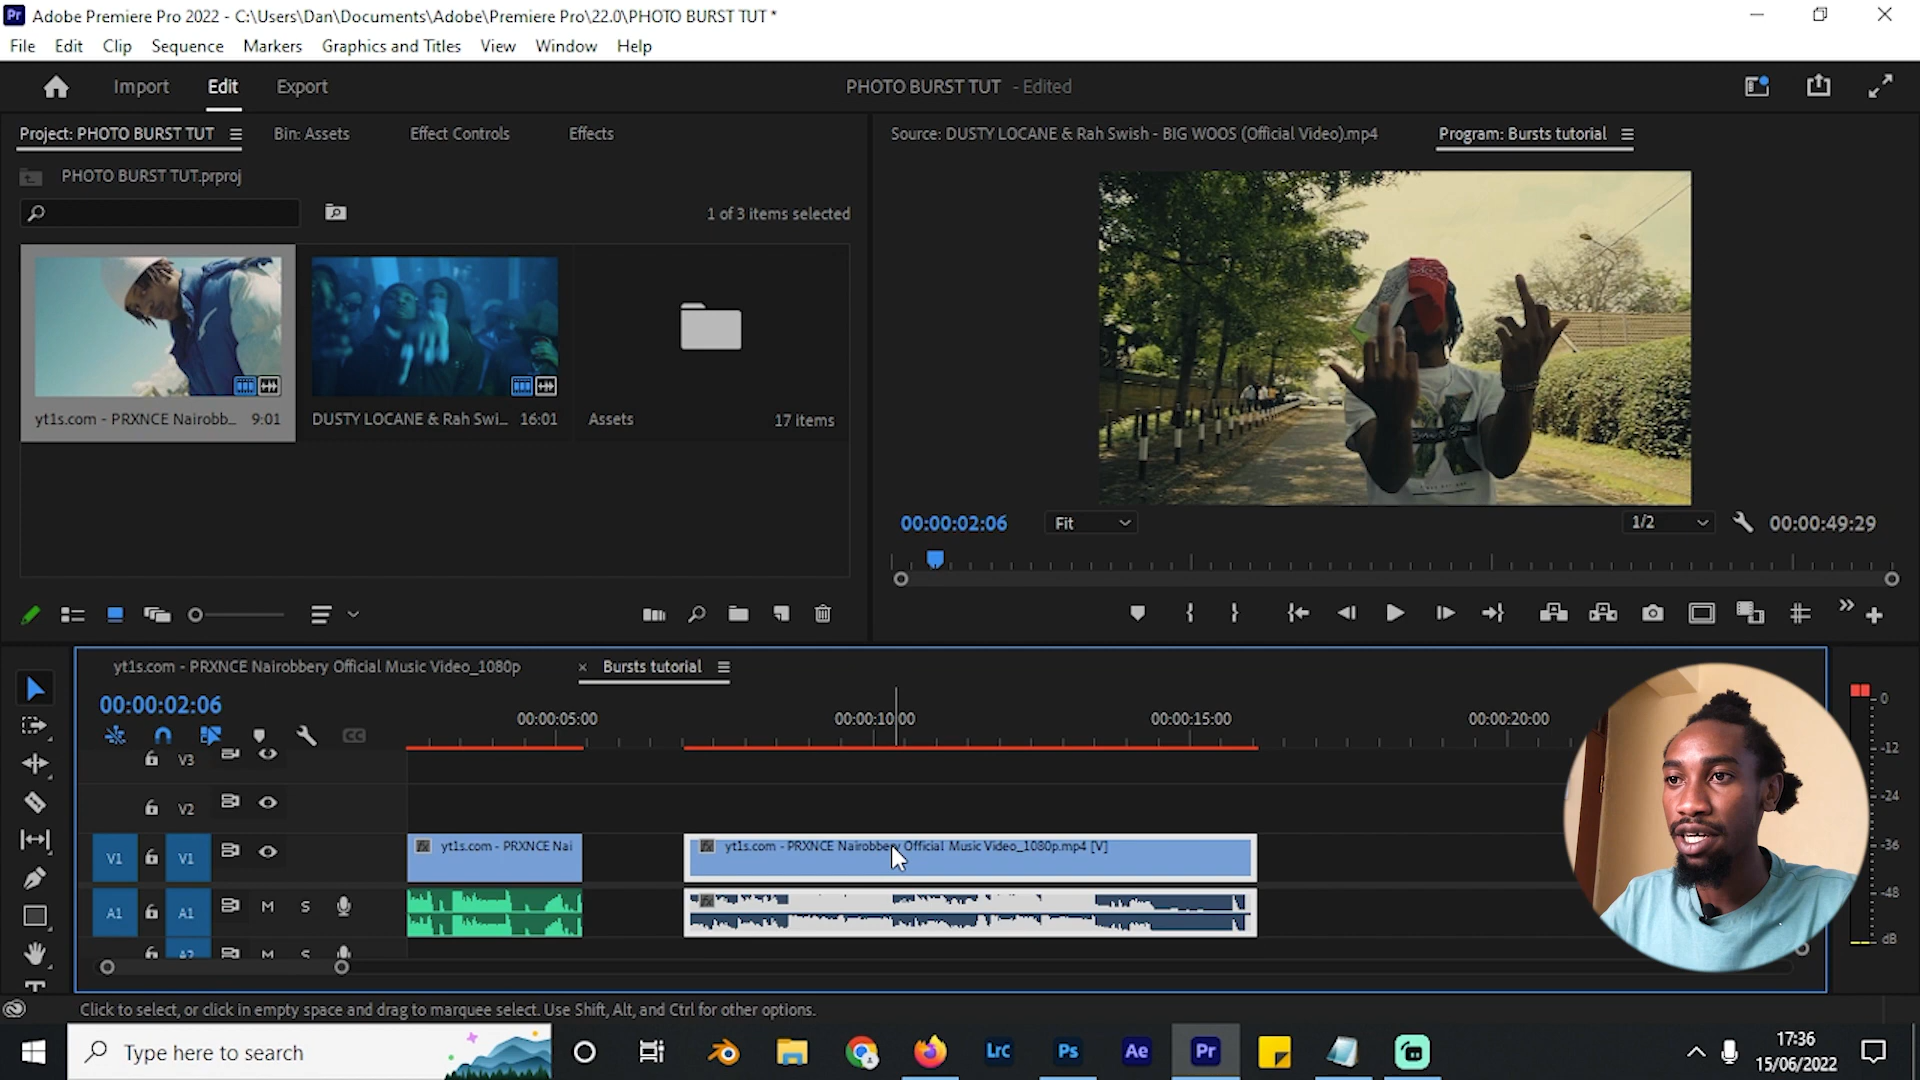 Pr Adobe Premiere Pro 2022 - C:\Users\Dan\Documents\Adobe\Premiere Pro\22.0\PHOTO BURST TUT *
File Edit Clip Sequence Markers Graphics and Titles View Window Help
Import Edit Export PHOTO BURST TUT - Edited
Project: PHOTO BURST TUT Bin: Assets Effect Controls Effects
Source: DUSTY LOCANE & Rah Swish - BIG WOOS (Official Video).mp4 Program: Bursts tutorial
PHOTO BURST TUT.prproj
1 of 3 items selected
yt1s.com - PRXNCE Nairobb... 9:01
DUSTY LOCANE & Rah Swi... 16:01
Assets 17 items
00:00:02:06 Fit 1/2 00:00:49:29
yt1s.com - PRXNCE Nairobbery Official Music Video_1080p × Bursts tutorial
00:00:02:06
00:00:05:00 00:00:10:00 00:00:15:00 00:00:20:00
CC
V3
V2
V1 V1
fx yt1s.com - PRXNCE Nai
fx yt1s.com - PRXNCE Nairobbery Official Music Video_1080p.mp4 [V]
A1 A1 M S
fx
A2 M S
0
-12
-24
-36
-48
dB
Click to select, or click in empty space and drag to marquee select. Use Shift, Alt, and Ctrl for other options.
Type here to search
LrC Ps Ae Pr
17:36
15/06/2022